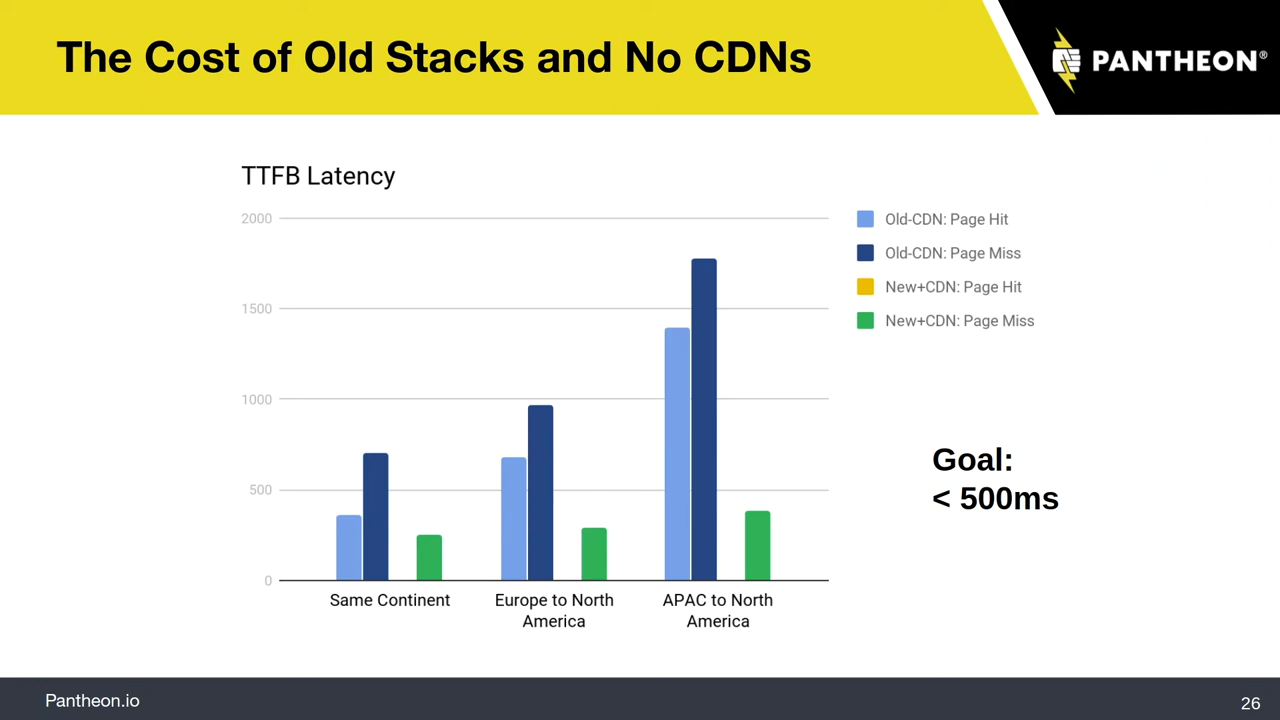 The Cost of Old Stacks and No CDNs
PANTHEON®
TTFB Latency
2000
1500
1000
500
0
Same Continent
Europe to North
America
APAC to North
America
Old-CDN: Page Hit
Old-CDN: Page Miss
New+CDN: Page Hit
New+CDN: Page Miss
Goal:
< 500ms
Pantheon.io
26